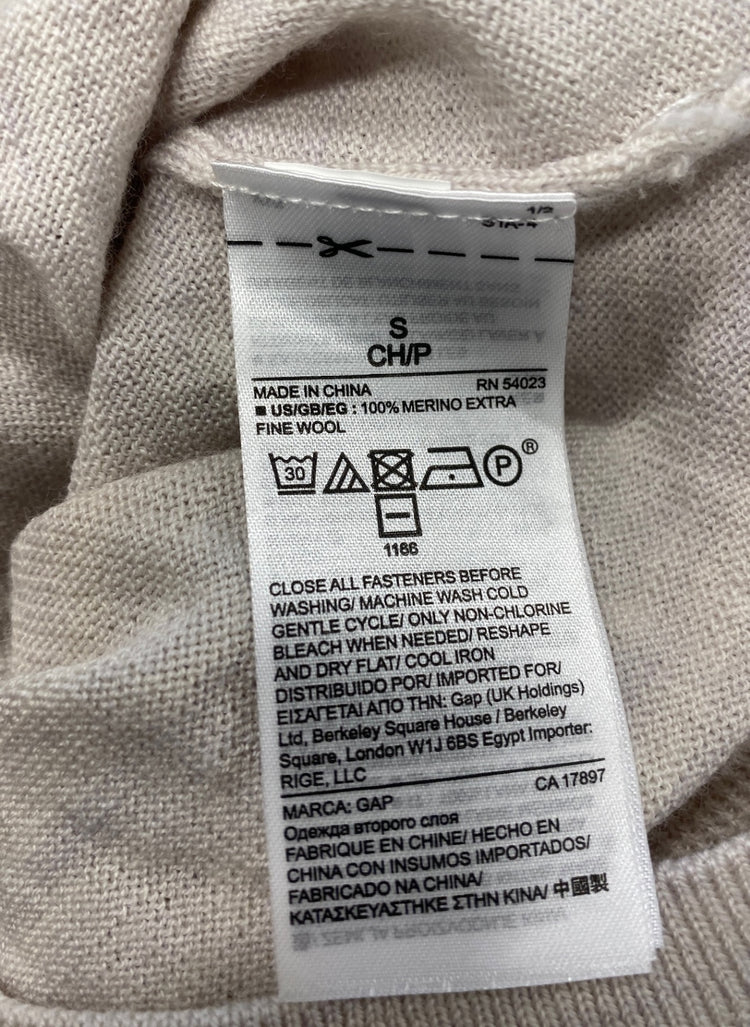 1/2
S
CH/P
MADE IN CHINA RN 54023
■ US/GB/EG : 100% MERINO EXTRA
FINE WOOL
30 P ®
1166
CLOSE ALL FASTENERS BEFORE
WASHING/ MACHINE WASH COLD
GENTLE CYCLE/ ONLY NON-CHLORINE
BLEACH WHEN NEEDED/ RESHAPE
AND DRY FLAT/ COOL IRON
DISTRIBUIDO POR/ IMPORTED FOR/
ΕΙΣΑΓΕΤΑΙ ΑΠΟ ΤΗΝ: Gap (UK Holdings)
Ltd, Berkeley Square House / Berkeley
Square, London W1J 6BS Egypt Importer:
RIGE, LLC
MARCA: GAP CA 17897
Одежда второго слоя
FABRIQUE EN CHINE/ HECHO EN
CHINA CON INSUMOS IMPORTADOS/
FABRICADO NA CHINA/
ΚΑΤΑΣΚΕΥΑΣΤΗΚΕ ΣΤΗΝ ΚΙΝΑ/ 中國製